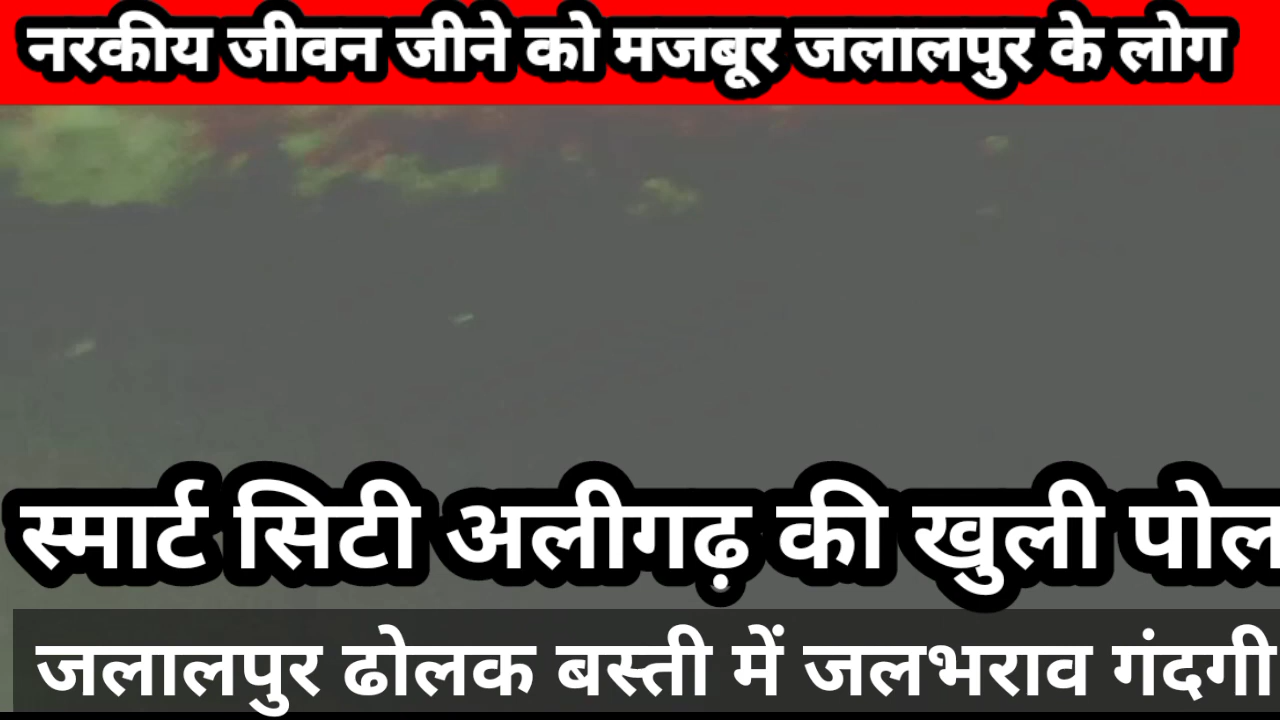 नरकीय जीवन जीने को मजबूर जलालपुर के लोग
स्मार्ट सिटी अलीगढ़ की खुली पोल
जलालपुर ढोलक बस्ती में जलभराव गंदगी